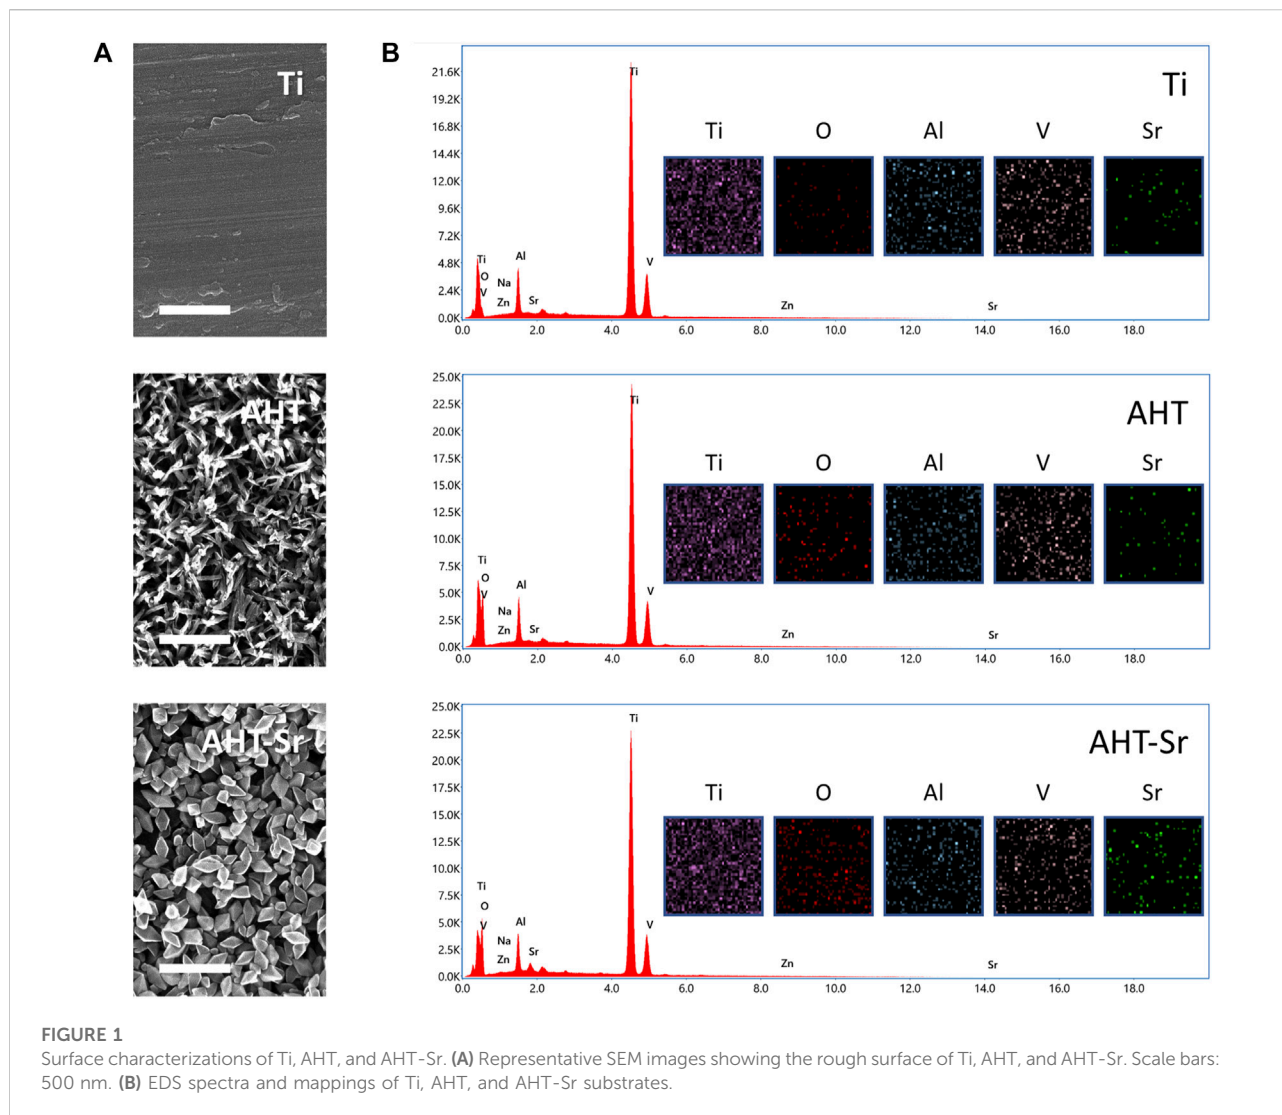 A
Ti
AHT
AHT-Sr
B
21.6K
19.2K
16.8K
14.4K
12.0K
9.6K
7.2K
4.8K
2.4K
0.0K
Ti
Ti O Al V Sr
Ti
O
V
Na
Zn
Al
Sr
Ti
V
Zn
Sr
0.0 2.0 4.0 6.0 8.0 10.0 12.0 14.0 16.0 18.0
25.0K
22.5K
20.0K
17.5K
15.0K
12.5K
10.0K
7.5K
5.0K
2.5K
0.0K
AHT
Ti O Al V Sr
Ti
O
V
Na
Zn
Al
Sr
Ti
V
Zn
Sr
0.0 2.0 4.0 6.0 8.0 10.0 12.0 14.0 16.0 18.0
25.0K
22.5K
20.0K
17.5K
15.0K
12.5K
10.0K
7.5K
5.0K
2.5K
0.0K
AHT-Sr
Ti O Al V Sr
Ti
O
V
Na
Zn
Al
Sr
Ti
V
Zn
Sr
0.0 2.0 4.0 6.0 8.0 10.0 12.0 14.0 16.0 18.0
FIGURE 1
Surface characterizations of Ti, AHT, and AHT-Sr. (A) Representative SEM images showing the rough surface of Ti, AHT, and AHT-Sr. Scale bars:
500 nm. (B) EDS spectra and mappings of Ti, AHT, and AHT-Sr substrates.